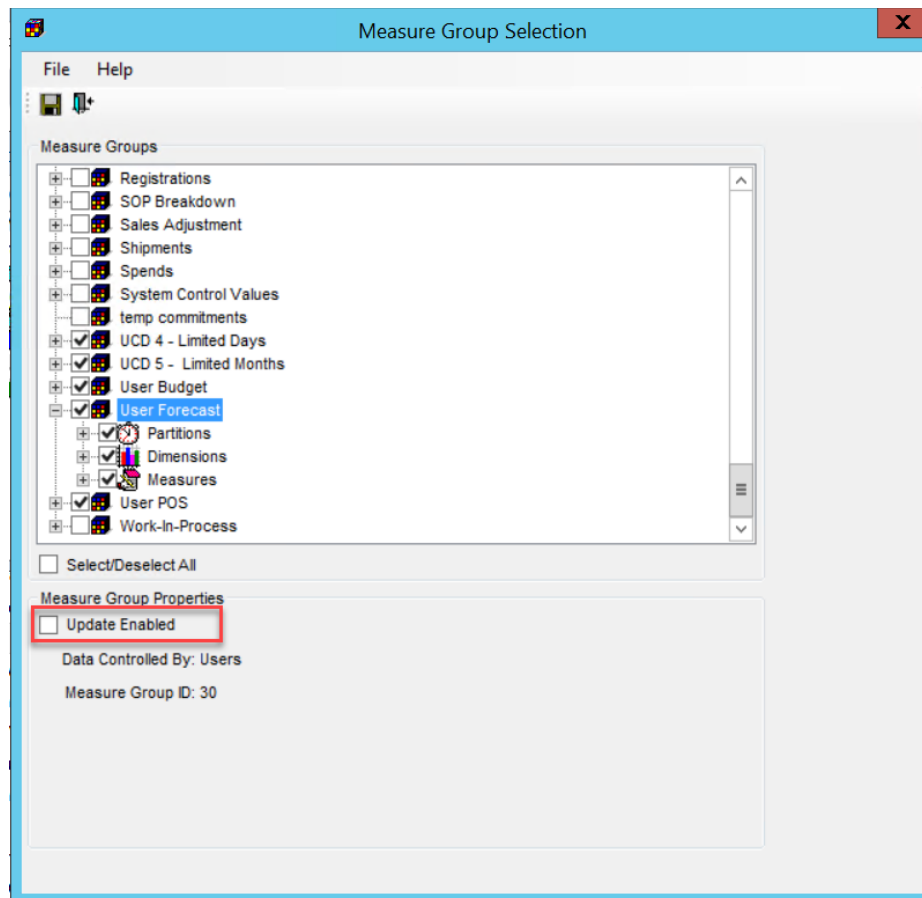 Measure Group Selection
X
File Help
Measure Groups
Registrations
SOP Breakdown
Sales Adjustment
Shipments
Spends
System Control Values
temp commitments
UCD 4 - Limited Days
UCD 5 -  Limited Months
User Budget
User Forecast
Partitions
Dimensions
Measures
User POS
Work-In-Process
Select/Deselect All
Measure Group Properties
Update Enabled
Data Controlled By: Users
Measure Group ID: 30